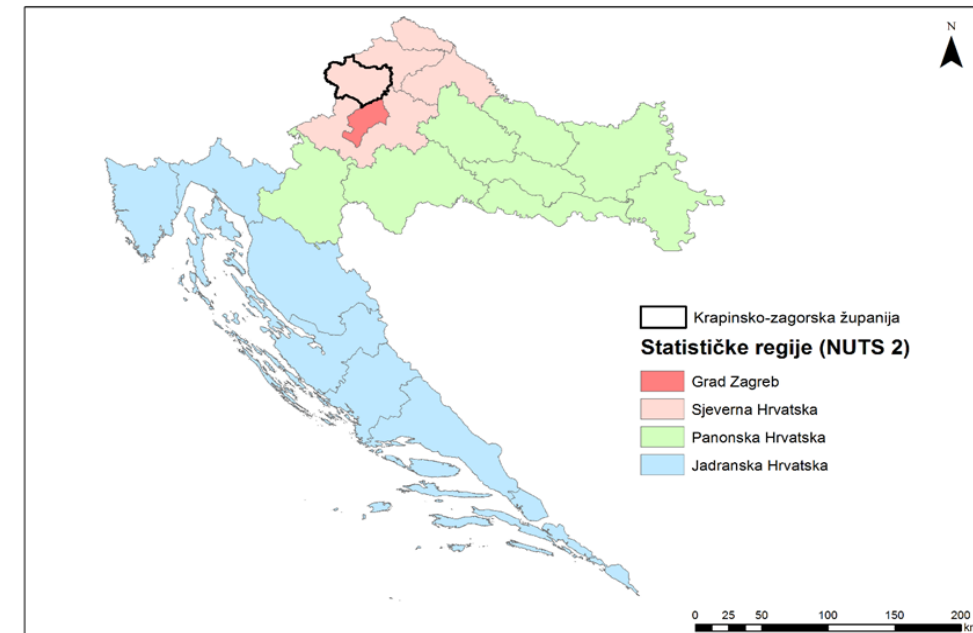 N
Krapinsko-zagorska županija
Statističke regije (NUTS 2)
Grad Zagreb
Sjeverna Hrvatska
Panonska Hrvatska
Jadranska Hrvatska
0 25 50 100 150 200
km